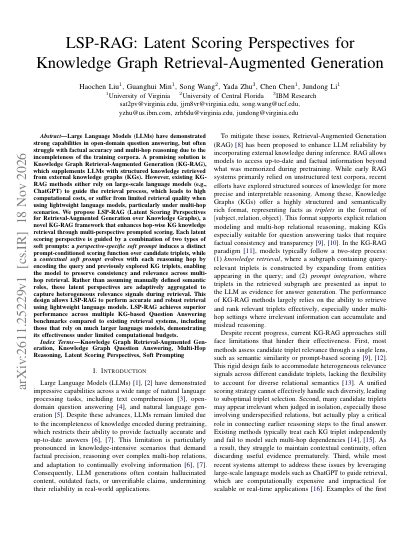 LSP-RAG: Latent Scoring Perspectives for
Knowledge Graph Retrieval-Augmented Generation
Haochen Liu1, Guanghui Min1, Song Wang2, Yada Zhu3, Chen Chen1, Jundong Li1
1University of Virginia 2University of Central Florida 3IBM Research
sat2pv@virginia.edu, jjm8vr@virginia.edu, song.wang@ucf.edu,
yzhu@us.ibm.com, zrh6du@virginia.edu, jundong@virginia.edu
arXiv:2611.25229v1 [cs.IR] 18 Nov 2026
Abstract—Large Language Models (LLMs) have demonstrated
strong capabilities in open-domain question answering, but often
struggle with factual accuracy and multi-hop reasoning due to the
incompleteness of the training corpora. A promising solution is
Knowledge Graph Retrieval-Augmented Generation (KG-RAG),
which supplements LLMs with structured knowledge retrieved
from external knowledge graphs (KGs). However, existing KG-
RAG methods either rely on large-scale language models (e.g.,
ChatGPT) to guide the retrieval process, which leads to high
computational costs, or suffer from limited retrieval quality when
using lightweight language models, particularly under multi-hop
scenarios. We propose LSP-RAG (Latent Scoring Perspectives
for Retrieval-Augmented Generation over Knowledge Graphs), a
novel KG-RAG framework that enhances hop-wise KG retrieval
through multi-perspective prompted scoring. Each latent scoring
perspective is guided by a combination of two types of
soft prompts: a perspective-specific soft prompt induces a distinct
prompt-conditioned scoring function over candidate triplets, while
a contextual soft prompt evolves with each reasoning hop by
encoding the query and previously explored KG triplets, enabling
the model to preserve consistency and relevance across multi-
hop retrieval. Rather than assuming manually defined semantic
roles, these latent perspectives are adaptively aggregated to
capture heterogeneous relevance signals during retrieval. This
design allows LSP-RAG to perform accurate and robust retrieval
using lightweight language models. LSP-RAG achieves superior
performance across multiple KG-based Question Answering
benchmarks compared to existing retrieval systems, including
those that rely on much larger language models, demonstrating
its effectiveness under limited computational budgets.
Index Terms—Knowledge Graph Retrieval-Augmented Gen-
eration, Knowledge Graph Question Answering, Multi-Hop
Reasoning, Latent Scoring Perspectives, Soft Prompting
I. INTRODUCTION
Large Language Models (LLMs) [1], [2] have demonstrated
impressive capabilities across a wide range of natural language
processing tasks, including text comprehension [3], open-
domain question answering [4], and natural language gen-
eration [5]. Despite these advances, LLMs remain limited due
to the incompleteness of knowledge encoded during pretraining,
which restricts their ability to provide factually accurate and
up-to-date answers [6], [7]. This limitation is particularly
pronounced in knowledge-intensive scenarios that demand
factual precision, reasoning over complex multi-hop relations,
and adaptation to continually evolving information [6], [7].
Consequently, LLM generations often contain hallucinated
content, outdated facts, or unverifiable claims, undermining
their reliability in real-world applications.
To mitigate these issues, Retrieval-Augmented Generation
(RAG) [8] has been proposed to enhance LLM reliability by
incorporating external knowledge during inference. RAG allows
models to access up-to-date and factual information beyond
what was memorized during pretraining. While early RAG
systems primarily relied on unstructured text corpora, recent
efforts have explored structured sources of knowledge for more
precise and interpretable reasoning. Among these, Knowledge
Graphs (KGs) offer a highly structured and semantically
rich format, representing facts as triplets in the format of
[subject, relation, object]. This format supports explicit relation
modeling and multi-hop relational reasoning, making KGs
especially suitable for question answering tasks that require
factual consistency and transparency [9], [10]. In the KG-RAG
paradigm [11], models typically follow a two-step process:
(1) knowledge retrieval, where a subgraph containing query-
relevant triplets is constructed by expanding from entities
appearing in the query; and (2) prompt integration, where
triplets in the retrieved subgraph are presented as input to
the LLM as evidence for answer generation. The performance
of KG-RAG methods largely relies on the ability to retrieve
and rank relevant triplets effectively, especially under multi-
hop settings where irrelevant information can accumulate and
mislead reasoning.
Despite recent progress, current KG-RAG approaches still
face limitations that hinder their effectiveness. First, most
methods assess candidate triplet relevance through a single
lens, such as semantic similarity or prompt-based scoring [9], [12].
This rigid design fails to accommodate heterogeneous relevance
signals across different candidate triplets, lacking the flexibility
to account for diverse relational semantics [13]. A unified
scoring strategy cannot effectively handle such diversity, leading
to suboptimal triplet selection. Second, many candidate triplets
may appear irrelevant when judged in isolation, especially
those involving underspecified relations, but actually play a critical
role in connecting earlier reasoning steps to the final answer.
Existing methods typically treat each KG triplet independently
and fail to model such multi-hop dependencies [14], [15]. As
a result, they struggle to maintain contextual continuity, often
discarding useful evidence prematurely. Third, while most
recent systems attempt to address these issues by leveraging
large-scale language models such as ChatGPT to guide retrieval,
which are computationally expensive and impractical for
scalable or real-time applications [16]. Examples of the first